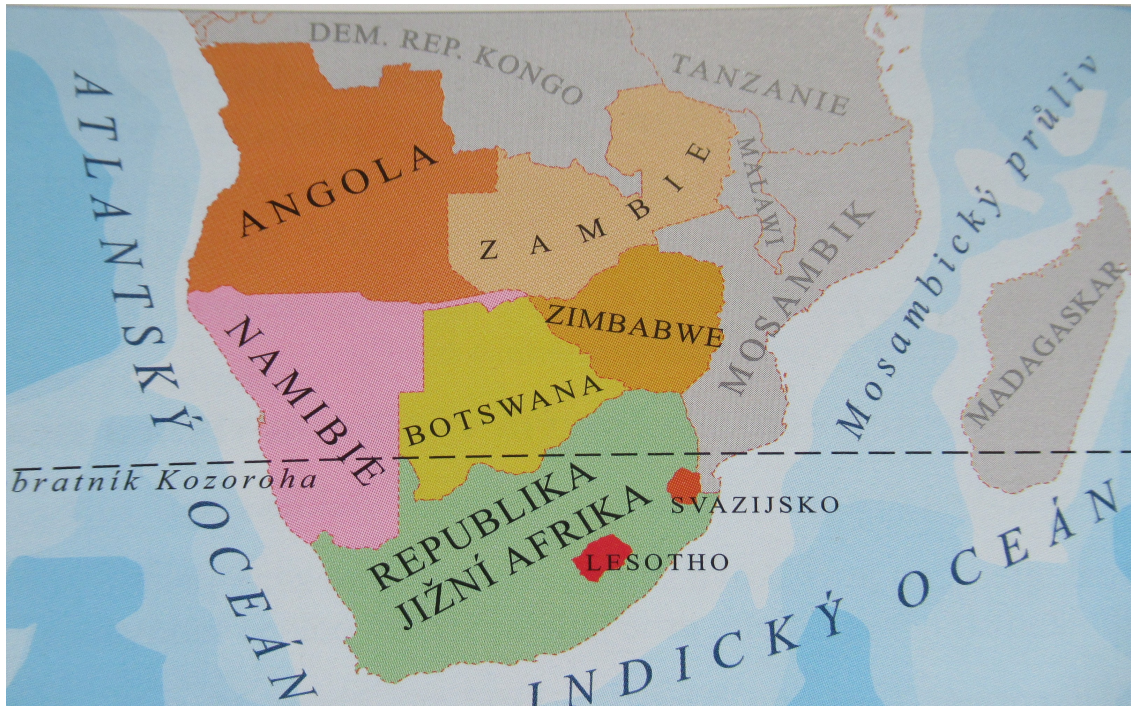 DEM. REP. KONGO
TANZANIE
ATLANTSKÝ
OCEÁN
ANGOLA
ZAMBIE
MALAWI
MOSAMBIK
Mosambický průliv
NAMIBIE
ZIMBABWE
BOTSWANA
MADAGASKAR
bratník Kozoroha
REPUBLIKA
JIŽNÍ AFRIKA
SVAZIJSKO
LESOTHO
INDICKÝ OCEÁN